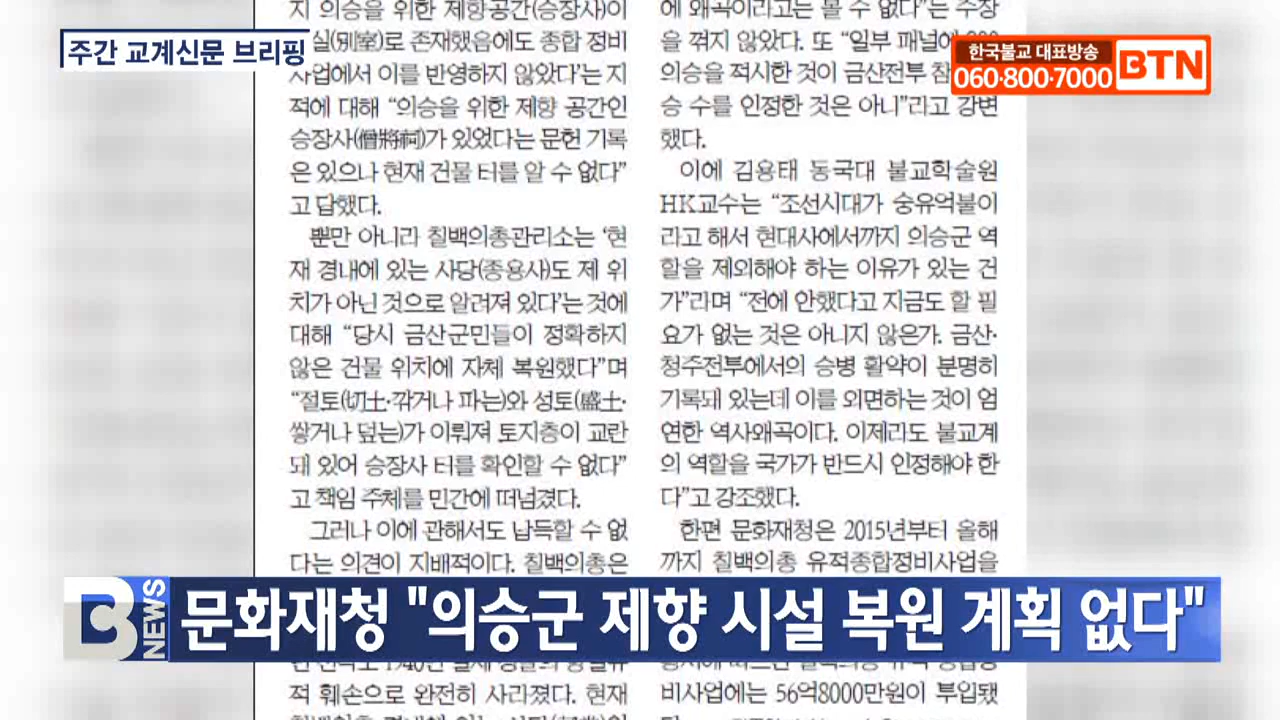 주간 교계신문 브리핑
한국불교 대표방송
060·800·7000
BTN
지 의승을 위한 제향공간(승장사)이
실(別室)로 존재했음에도 종합 정비
사업에서 이를 반영하지 않았다'는 지
적에 대해 “의승을 위한 제향 공간인
승장사(僧將祠)가 있었다는 문헌 기록
은 있으나 현재 건물 터를 알 수 없다”
고 답했다.
뿐만 아니라 칠백의총관리소는 ‘현
재 경내에 있는 사당(종용사)도 제 위
치가 아닌 것으로 알려져 있다’는 것에
대해 “당시 금산군민들이 정확하지
않은 건물 위치에 자체 복원했다”며
“절토(切土·깎거나 파는)와 성토(盛土·
쌓거나 덮는)가 이뤄져 토지층이 교란
돼 있어 승장사 터를 확인할 수 없다”
고 책임 주체를 민간에 떠넘겼다.
그러나 이에 관해서도 납득할 수 없
다는 의견이 지배적이다. 칠백의총은
적 훼손으로 완전히 사리졌다. 현재
에 왜곡이라고는 볼 수 없다”는 주장
을 꺾지 않았다. 또 “일부 패널에
의승을 적시한 것이 금산전투 참
승 수를 인정한 것은 아니”라고 강변
했다.
이에 김용태 동국대 불교학술원
HK교수는 “조선시대가 숭유억불이
라고 해서 현대사에서까지 의승군 역
할을 제외해야 하는 이유가 있는 건
가”라며 “전에 안했다고 지금도 할 필
요가 없는 것은 아니지 않은가. 금산·
청주전투에서의 승병 활약이 분명히
기록돼 있는데 이를 외면하는 것이 엄
연한 역사왜곡이다. 이제라도 불교계
의 역할을 국가가 반드시 인정해야 한
다”고 강조했다.
한편 문화재청은 2015년부터 올해
까지 칠백의총 유적종합정비사업을
비사업에는 56억8000만원이 투입됐
B NEWS
문화재청 "의승군 제향 시설 복원 계획 없다"